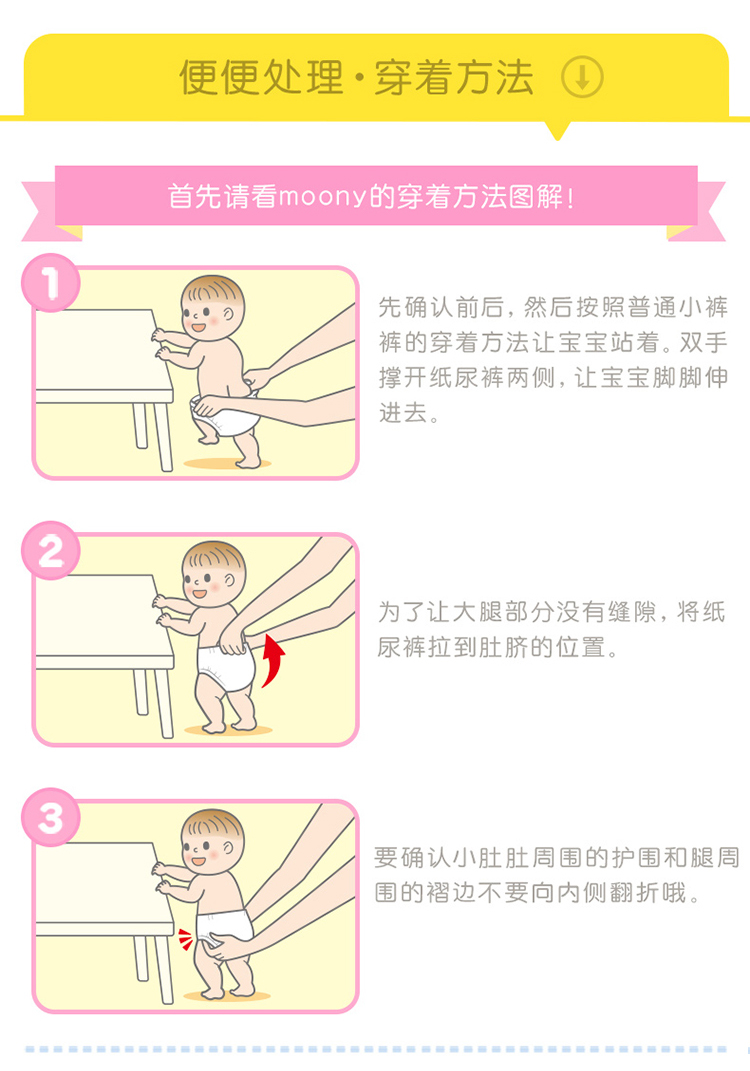 便便处理·穿着方法
首先请看moony的穿着方法图解!
1
先确认前后, 然后按照普通小裤
裤的穿着方法让宝宝站着。双手
撑开纸尿裤两侧, 让宝宝脚脚伸
进去。
2
为了让大腿部分没有缝隙, 将纸
尿裤拉到肚脐的位置。
3
要确认小肚肚周围的护围和腿周
围的褶边不要向内侧翻折哦。